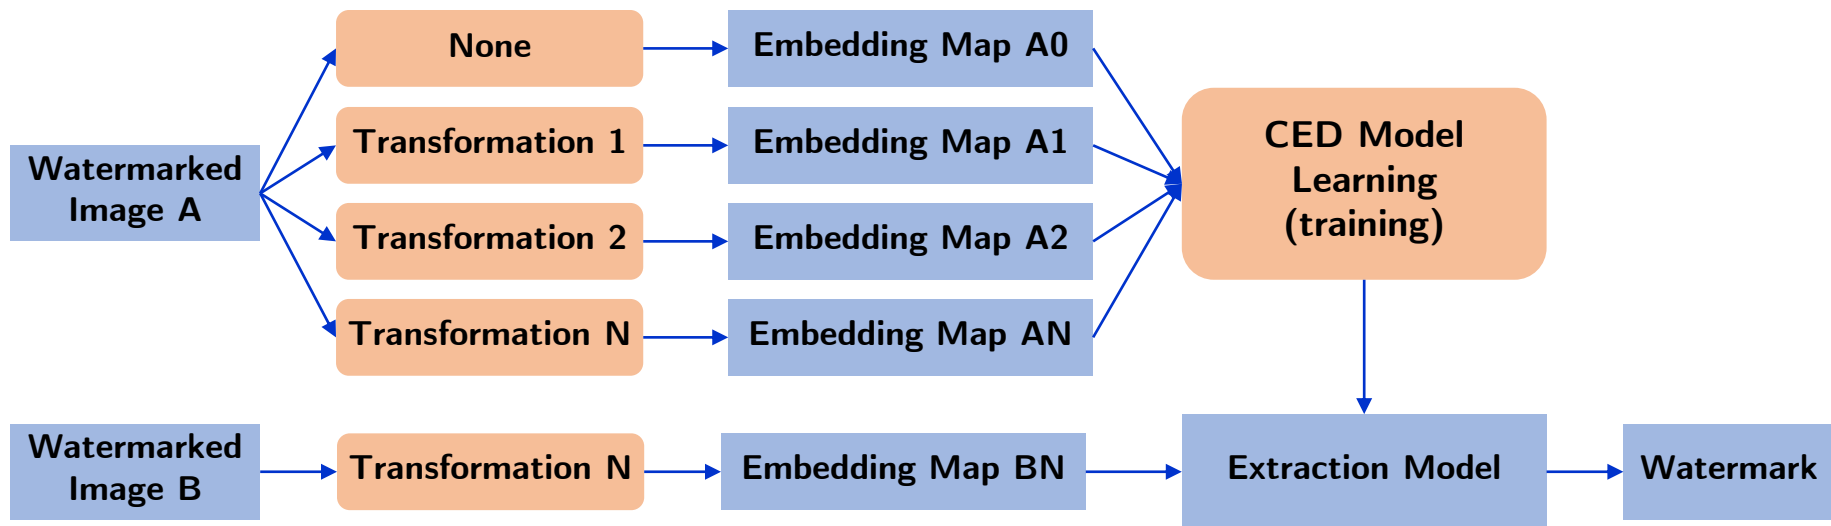 None
Embedding Map A0
Transformation 1
Embedding Map A1
Watermarked
Image A
CED Model
Learning
(training)
Transformation 2
Embedding Map A2
Transformation N
Embedding Map AN
Watermarked
Image B
Transformation N
Embedding Map BN
Extraction Model
Watermark